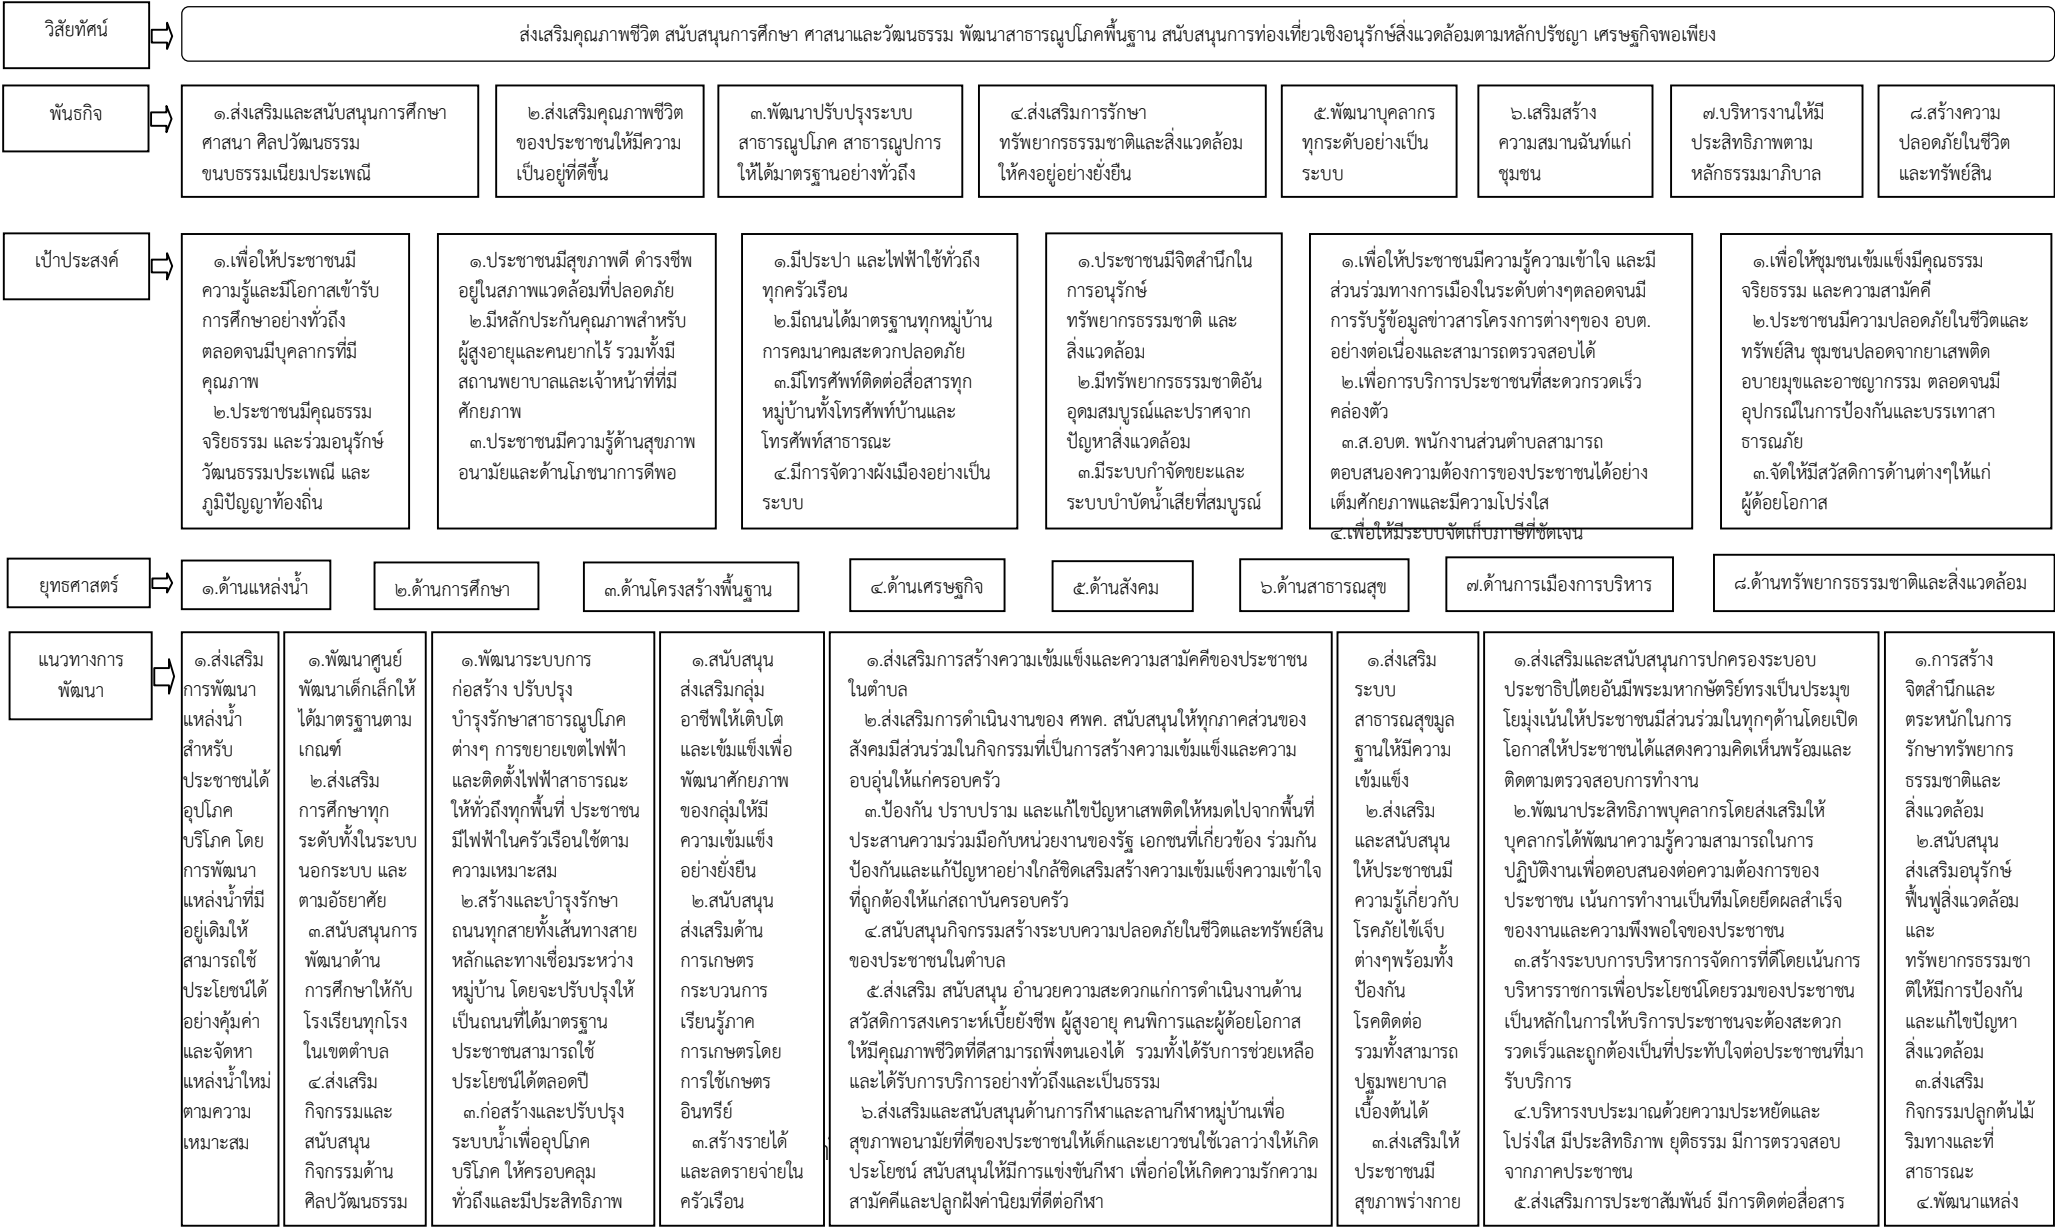 วิสัยทัศน์
ส่งเสริมคุณภาพชีวิต สนับสนุนการศึกษา ศาสนาและวัฒนธรรม พัฒนาสาธารณูปโภคพื้นฐาน สนับสนุนการท่องเที่ยวเชิงอนุรักษ์สิ่งแวดล้อมตามหลักปรัชญา เศรษฐกิจพอเพียง
พันธกิจ
๑.ส่งเสริมและสนับสนุนการศึกษา
ศาสนา ศิลปวัฒนธรรม
ขนบธรรมเนียมประเพณี
๒.ส่งเสริมคุณภาพชีวิต
ของประชาชนให้มีความ
เป็นอยู่ที่ดีขึ้น
๓.พัฒนาปรับปรุงระบบ
สาธารณูปโภค สาธารณูปการ
ให้ได้มาตรฐานอย่างทั่วถึง
๔.ส่งเสริมการรักษา
ทรัพยากรธรรมชาติและสิ่งแวดล้อม
ให้คงอยู่อย่างยั่งยืน
๕.พัฒนาบุคลากร
ทุกระดับอย่างเป็น
ระบบ
๖.เสริมสร้าง
ความสมานฉันท์แก่
ชุมชน
๗.บริหารงานให้มี
ประสิทธิภาพตาม
หลักธรรมมาภิบาล
๘.สร้างความ
ปลอดภัยในชีวิต
และทรัพย์สิน
เป้าประสงค์
๑.เพื่อให้ประชาชนมี
ความรู้และมีโอกาสเข้ารับ
การศึกษาอย่างทั่วถึง
ตลอดจนมีบุคลากรที่มี
คุณภาพ
๒.ประชาชนมีคุณธรรม
จริยธรรม และร่วมอนุรักษ์
วัฒนธรรมประเพณี และ
ภูมิปัญญาท้องถิ่น
๑.ประชาชนมีสุขภาพดี ดำรงชีพ
อยู่ในสภาพแวดล้อมที่ปลอดภัย
๒.มีหลักประกันคุณภาพสำหรับ
ผู้สูงอายุและคนยากไร้ รวมทั้งมี
สถานพยาบาลและเจ้าหน้าที่ที่มี
ศักยภาพ
๓.ประชาชนมีความรู้ด้านสุขภาพ
อนามัยและด้านโภชนาการดีพอ
๑.มีประปา และไฟฟ้าใช้ทั่วถึง
ทุกครัวเรือน
๒.มีถนนได้มาตรฐานทุกหมู่บ้าน
การคมนาคมสะดวกปลอดภัย
๓.มีโทรศัพท์ติดต่อสื่อสารทุก
หมู่บ้านทั้งโทรศัพท์บ้านและ
โทรศัพท์สาธารณะ
๔.มีการจัดวางผังเมืองอย่างเป็น
ระบบ
๑.ประชาชนมีจิตสำนึกใน
การอนุรักษ์
ทรัพยากรธรรมชาติ และ
สิ่งแวดล้อม
๒.มีทรัพยากรธรรมชาติอัน
อุดมสมบูรณ์และปราศจาก
ปัญหาสิ่งแวดล้อม
๓.มีระบบกำจัดขยะและ
ระบบบำบัดน้ำเสียที่สมบูรณ์
๑.เพื่อให้ประชาชนมีความรู้ความเข้าใจ และมี
ส่วนร่วมทางการเมืองในระดับต่างๆตลอดจนมี
การรับรู้ข้อมูลข่าวสารโครงการต่างๆของ อบต.
อย่างต่อเนื่องและสามารถตรวจสอบได้
๒.เพื่อการบริการประชาชนที่สะดวกรวดเร็ว
คล่องตัว
๓.ส.อบต. พนักงานส่วนตำบลสามารถ
ตอบสนองความต้องการของประชาชนได้อย่าง
เต็มศักยภาพและมีความโปร่งใส
๔.เพื่อให้มีระบบจัดเก็บภาษีที่ชัดเจน
๑.เพื่อให้ชุมชนเข้มแข็งมีคุณธรรม
จริยธรรม และความสามัคคี
๒.ประชาชนมีความปลอดภัยในชีวิตและ
ทรัพย์สิน ชุมชนปลอดจากยาเสพติด
อบายมุขและอาชญากรรม ตลอดจนมี
อุปกรณ์ในการป้องกันและบรรเทาสา
ธารณภัย
๓.จัดให้มีสวัสดิการด้านต่างๆให้แก่
ผู้ด้อยโอกาส
ยุทธศาสตร์
๑.ด้านแหล่งน้ำ
๒.ด้านการศึกษา
๓.ด้านโครงสร้างพื้นฐาน
๔.ด้านเศรษฐกิจ
๕.ด้านสังคม
๖.ด้านสาธารณสุข
๗.ด้านการเมืองการบริหาร
๘.ด้านทรัพยากรธรรมชาติและสิ่งแวดล้อม
แนวทางการ
พัฒนา
๑.ส่งเสริม
การพัฒนา
แหล่งน้ำ
สำหรับ
ประชาชนได้
อุปโภค
บริโภค โดย
การพัฒนา
แหล่งน้ำที่มี
อยู่เดิมให้
สามารถใช้
ประโยชน์ได้
อย่างคุ้มค่า
และจัดหา
แหล่งน้ำใหม่
ตามความ
เหมาะสม
๑.พัฒนาศูนย์
พัฒนาเด็กเล็กให้
ได้มาตรฐานตาม
เกณฑ์
๒.ส่งเสริม
การศึกษาทุก
ระดับทั้งในระบบ
นอกระบบ และ
ตามอัธยาศัย
๓.สนับสนุนการ
พัฒนาด้าน
การศึกษาให้กับ
โรงเรียนทุกโรง
ในเขตตำบล
๔.ส่งเสริม
กิจกรรมและ
สนับสนุน
กิจกรรมด้าน
ศิลปวัฒนธรรม
๑.พัฒนาระบบการ
ก่อสร้าง ปรับปรุง
บำรุงรักษาสาธารณูปโภค
ต่างๆ การขยายเขตไฟฟ้า
และติดตั้งไฟฟ้าสาธารณะ
ให้ทั่วถึงทุกพื้นที่ ประชาชน
มีไฟฟ้าในครัวเรือนใช้ตาม
ความเหมาะสม
๒.สร้างและบำรุงรักษา
ถนนทุกสายทั้งเส้นทางสาย
หลักและทางเชื่อมระหว่าง
หมู่บ้าน โดยจะปรับปรุงให้
เป็นถนนที่ได้มาตรฐาน
ประชาชนสามารถใช้
ประโยชน์ได้ตลอดปี
๓.ก่อสร้างและปรับปรุง
ระบบน้ำเพื่ออุปโภค
บริโภค ให้ครอบคลุม
ทั่วถึงและมีประสิทธิภาพ
๑.สนับสนุน
ส่งเสริมกลุ่ม
อาชีพให้เติบโต
และเข้มแข็งเพื่อ
พัฒนาศักยภาพ
ของกลุ่มให้มี
ความเข้มแข็ง
อย่างยั่งยืน
๒.สนับสนุน
ส่งเสริมด้าน
การเกษตร
กระบวนการ
เรียนรู้ภาค
การเกษตรโดย
การใช้เกษตร
อินทรีย์
๓.สร้างรายได้
และลดรายจ่ายใน
ครัวเรือน
๑.ส่งเสริมการสร้างความเข้มแข็งและความสามัคคีของประชาชน
ในตำบล
๒.ส่งเสริมการดำเนินงานของ ศพค. สนับสนุนให้ทุกภาคส่วนของ
สังคมมีส่วนร่วมในกิจกรรมที่เป็นการสร้างความเข้มแข็งและความ
อบอุ่นให้แก่ครอบครัว
๓.ป้องกัน ปราบปราม และแก้ไขปัญหาเสพติดให้หมดไปจากพื้นที่
ประสานความร่วมมือกับหน่วยงานของรัฐ เอกชนที่เกี่ยวข้อง ร่วมกัน
ป้องกันและแก้ปัญหาอย่างใกล้ชิดเสริมสร้างความเข้มแข็งความเข้าใจ
ที่ถูกต้องให้แก่สถาบันครอบครัว
๔.สนับสนุนกิจกรรมสร้างระบบความปลอดภัยในชีวิตและทรัพย์สิน
ของประชาชนในตำบล
๕.ส่งเสริม สนับสนุน อำนวยความสะดวกแก่การดำเนินงานด้าน
สวัสดิการสงเคราะห์เบี้ยยังชีพ ผู้สูงอายุ คนพิการและผู้ด้อยโอกาส
ให้มีคุณภาพชีวิตที่ดีสามารถพึ่งตนเองได้ รวมทั้งได้รับการช่วยเหลือ
และได้รับการบริการอย่างทั่วถึงและเป็นธรรม
๖.ส่งเสริมและสนับสนุนด้านการกีฬาและลานกีฬาหมู่บ้านเพื่อ
สุขภาพอนามัยที่ดีของประชาชนให้เด็กและเยาวชนใช้เวลาว่างให้เกิด
ประโยชน์ สนับสนุนให้มีการแข่งขันกีฬา เพื่อก่อให้เกิดความรักความ
สามัคคีและปลูกฝังค่านิยมที่ดีต่อกีฬา
๑.ส่งเสริม
ระบบ
สาธารณสุขมูล
ฐานให้มีความ
เข้มแข็ง
๒.ส่งเสริม
และสนับสนุน
ให้ประชาชนมี
ความรู้เกี่ยวกับ
โรคภัยไข้เจ็บ
ต่างๆพร้อมทั้ง
ป้องกัน
โรคติดต่อ
รวมทั้งสามารถ
ปฐมพยาบาล
เบื้องต้นได้
๓.ส่งเสริมให้
ประชาชนมี
สุขภาพร่างกาย
๑.ส่งเสริมและสนับสนุนการปกครองระบอบ
ประชาธิปไตยอันมีพระมหากษัตริย์ทรงเป็นประมุข
โยมุ่งเน้นให้ประชาชนมีส่วนร่วมในทุกๆด้านโดยเปิด
โอกาสให้ประชาชนได้แสดงความคิดเห็นพร้อมและ
ติดตามตรวจสอบการทำงาน
๒.พัฒนาประสิทธิภาพบุคลากรโดยส่งเสริมให้
บุคลากรได้พัฒนาความรู้ความสามารถในการ
ปฏิบัติงานเพื่อตอบสนองต่อความต้องการของ
ประชาชน เน้นการทำงานเป็นทีมโดยยึดผลสำเร็จ
ของงานและความพึงพอใจของประชาชน
๓.สร้างระบบการบริหารการจัดการที่ดีโดยเน้นการ
บริหารราชการเพื่อประโยชน์โดยรวมของประชาชน
เป็นหลักในการให้บริการประชาชนจะต้องสะดวก
รวดเร็วและถูกต้องเป็นที่ประทับใจต่อประชาชนที่มา
รับบริการ
๔.บริหารงบประมาณด้วยความประหยัดและ
โปร่งใส มีประสิทธิภาพ ยุติธรรม มีการตรวจสอบ
จากภาคประชาชน
๕.ส่งเสริมการประชาสัมพันธ์ มีการติดต่อสื่อสาร
๑.การสร้าง
จิตสำนึกและ
ตระหนักในการ
รักษาทรัพยากร
ธรรมชาติและ
สิ่งแวดล้อม
๒.สนับสนุน
ส่งเสริมอนุรักษ์
ฟื้นฟูสิ่งแวดล้อม
และ
ทรัพยากรธรรมชา
ติให้มีการป้องกัน
และแก้ไขปัญหา
สิ่งแวดล้อม
๓.ส่งเสริม
กิจกรรมปลูกต้นไม้
ริมทางและที่
สาธารณะ
๔.พัฒนาแหล่ง